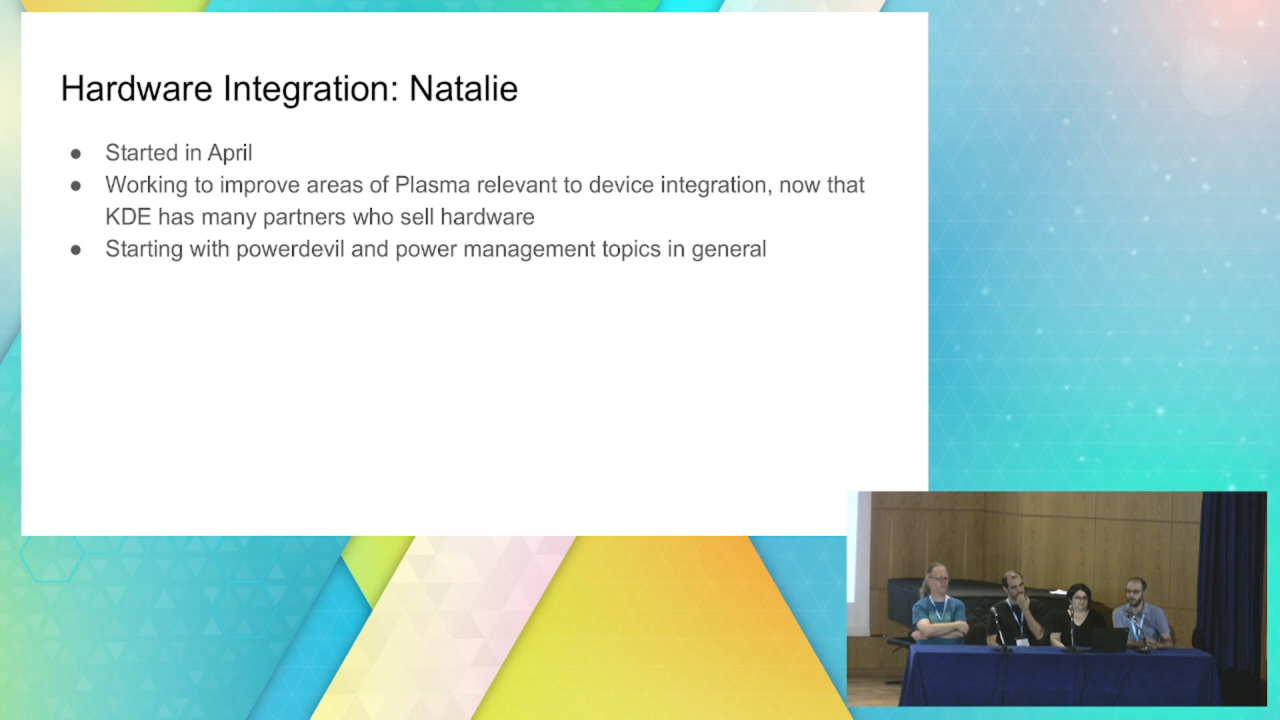 Hardware Integration: Natalie
● Started in April
● Working to improve areas of Plasma relevant to device integration, now that
KDE has many partners who sell hardware
● Starting with powerdevil and power management topics in general